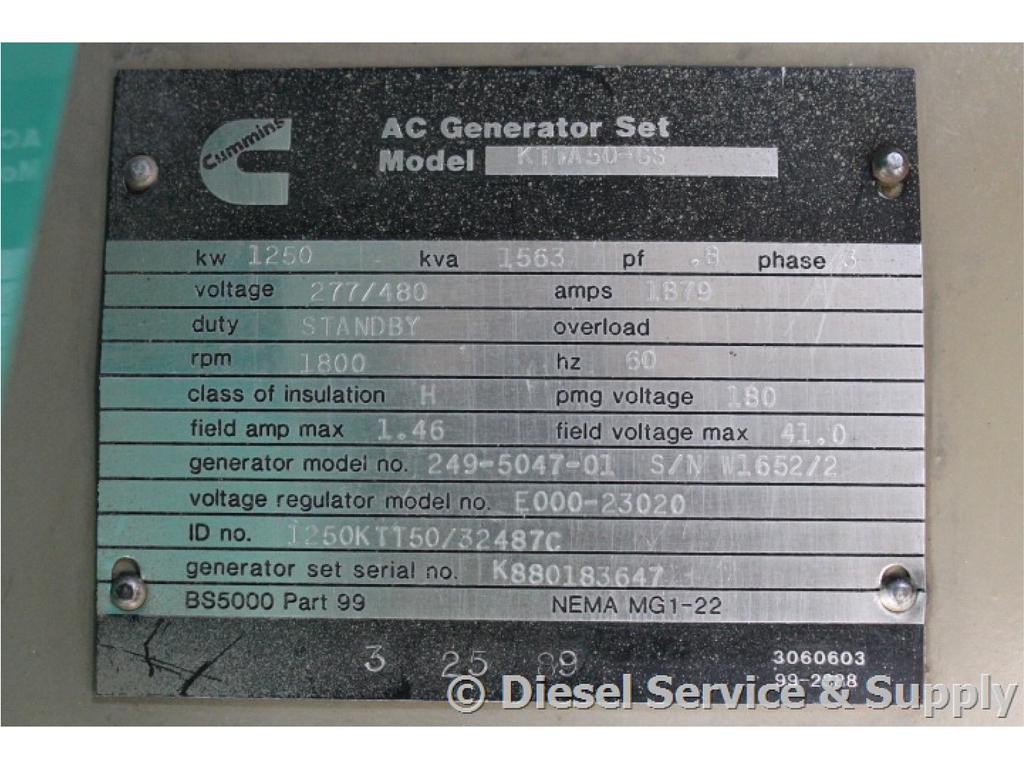 Cummins
AC Generator Set
Model KTTA50-GS
kw 1250 kva 1563 pf .8 phase 3
voltage 277/480 amps 1879
duty STANDBY overload
rpm 1800 hz 60
class of insulation H pmg voltage 180
field amp max 1.46 field voltage max 41.0
generator model no. 249-5047-01 S/N W1652/2
voltage regulator model no. E000-23020
ID no. 1250KTT50/32487C
generator set serial no. K880183647
BS5000 Part 99 NEMA MG1-22
3 25 89
3060603
© Diesel Service & Supply